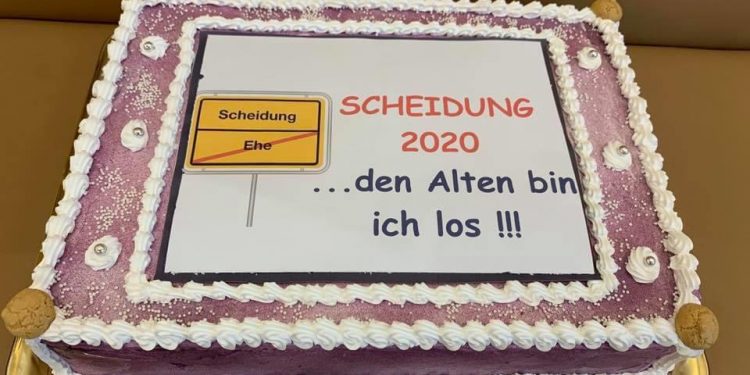 Scheidung
Ehe
SCHEIDUNG
2020
...den Alten bin
ich los !!!